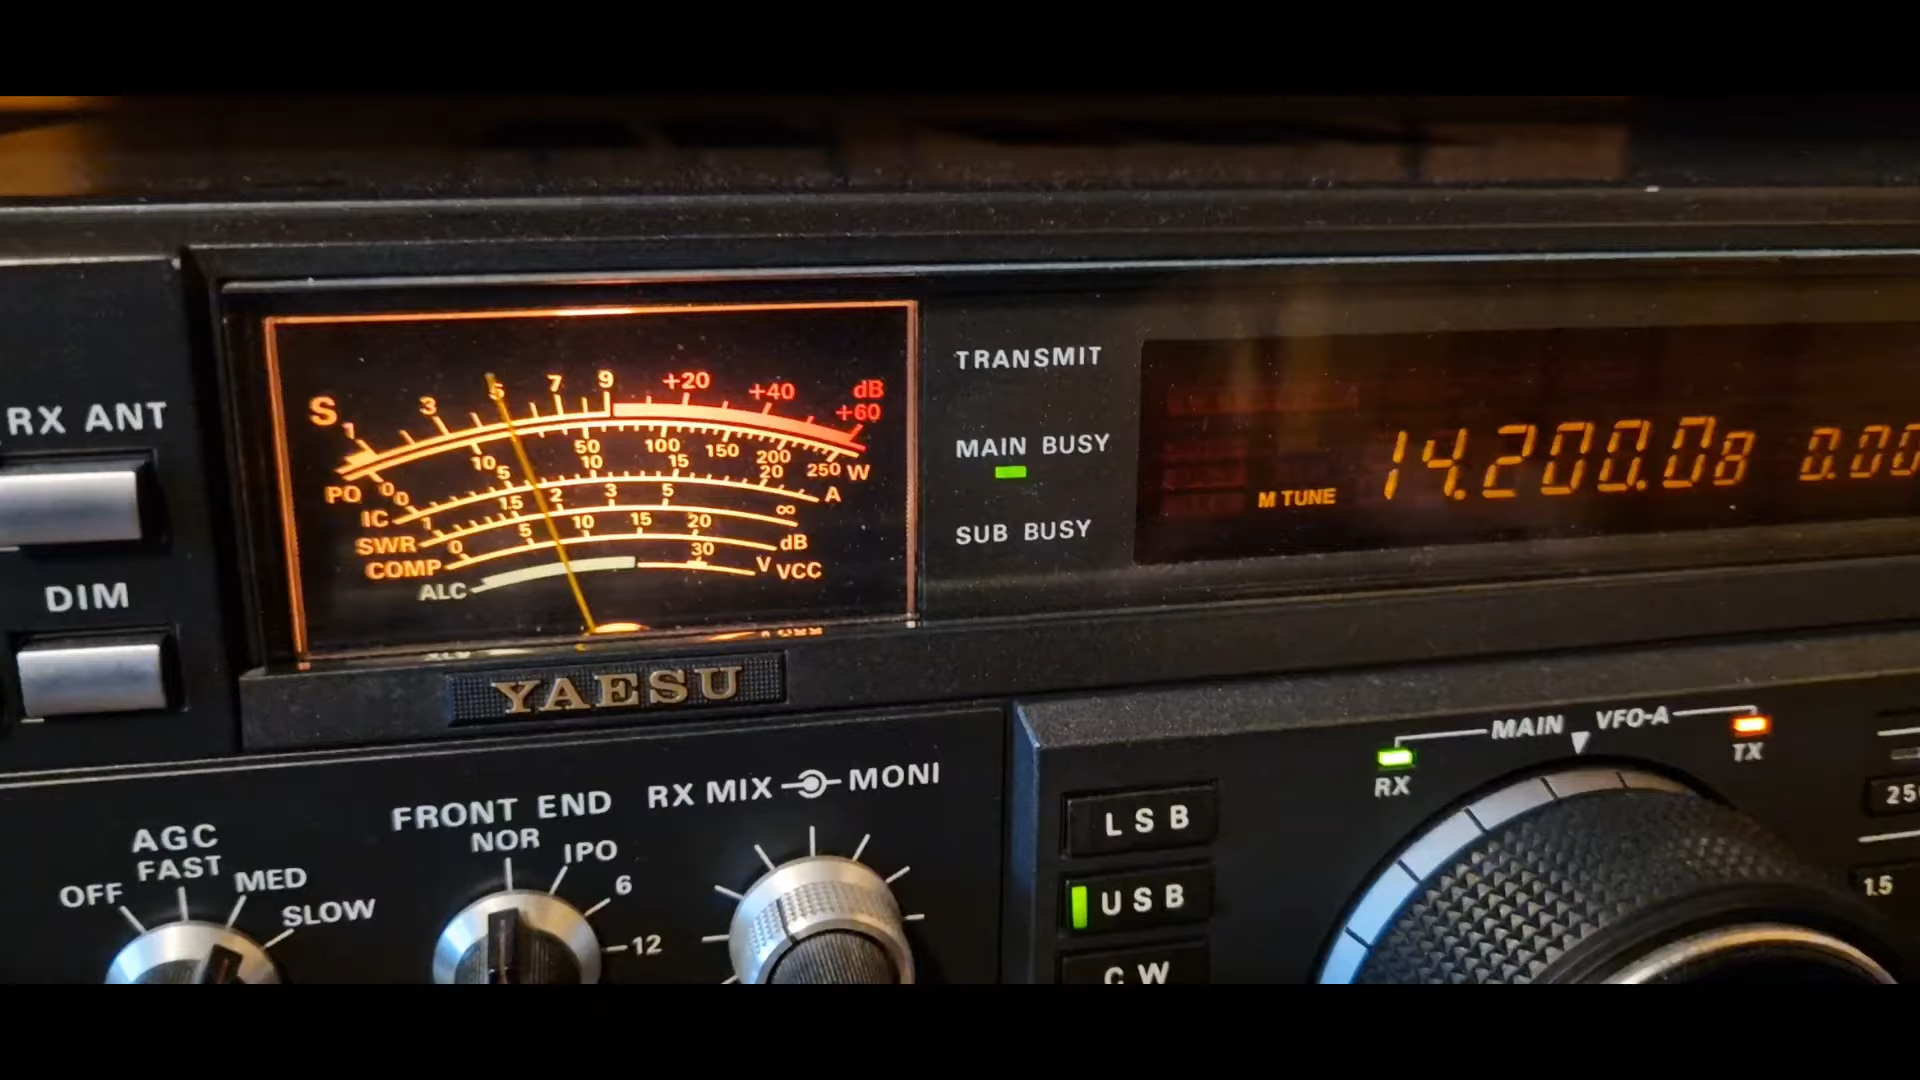 RX ANT
DIM
S 1 3 5 7 9 +20 +40 +60 dB
PO 0 10 50 100 150 200 250 W
IC 0 5 10 15 20 A
SWR 1 1.5 2 3 5 ∞
COMP 0 5 10 15 20 dB
ALC 30 V VCC
YAESU
TRANSMIT
MAIN BUSY
SUB BUSY
M TUNE 14.200.08 0.00
AGC
OFF FAST MED SLOW
FRONT END
NOR IPO 6 12
RX MIX MONI
LSB
USB
CW
MAIN VFO-A
RX TX
1.5